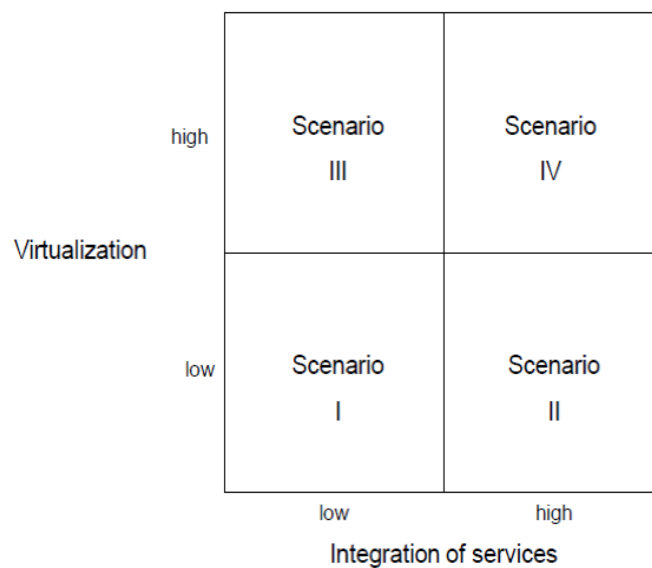 Scenario Scenario
high
III IV
Virtualization
Scenario Scenario
low
I II
low high
Integration of services